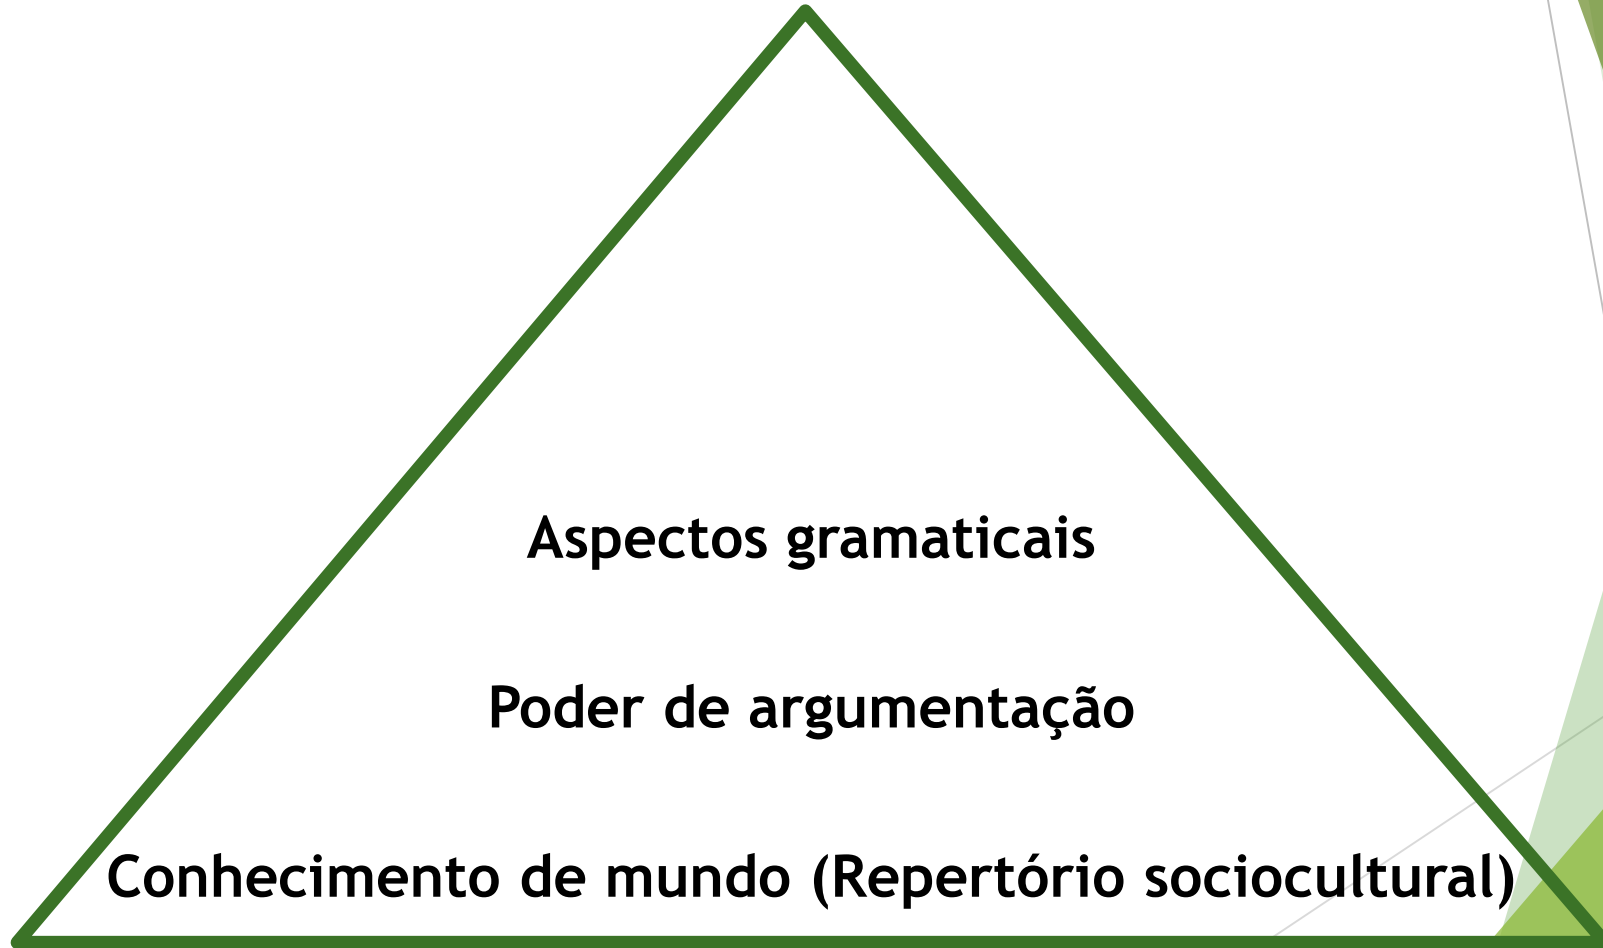 Aspectos gramaticais
Poder de argumentação
Conhecimento de mundo (Repertório sociocultural)